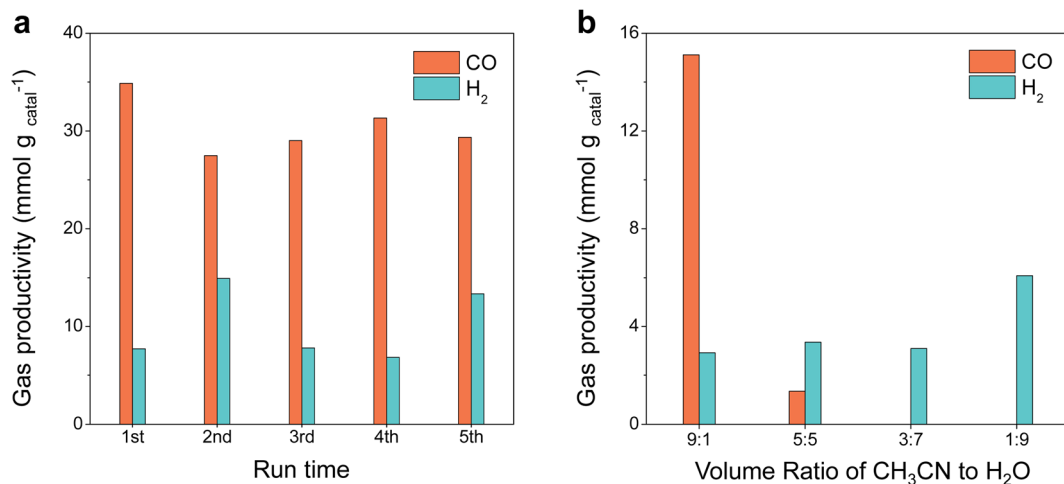 a
40
30
20
10
0
Gas productivity (mmol g catal⁻¹)
CO
H₂
1st 2nd 3rd 4th 5th
Run time
b
16
12
8
4
0
Gas productivity (mmol g catal⁻¹)
CO
H₂
9:1 5:5 3:7 1:9
Volume Ratio of CH₃CN to H₂O